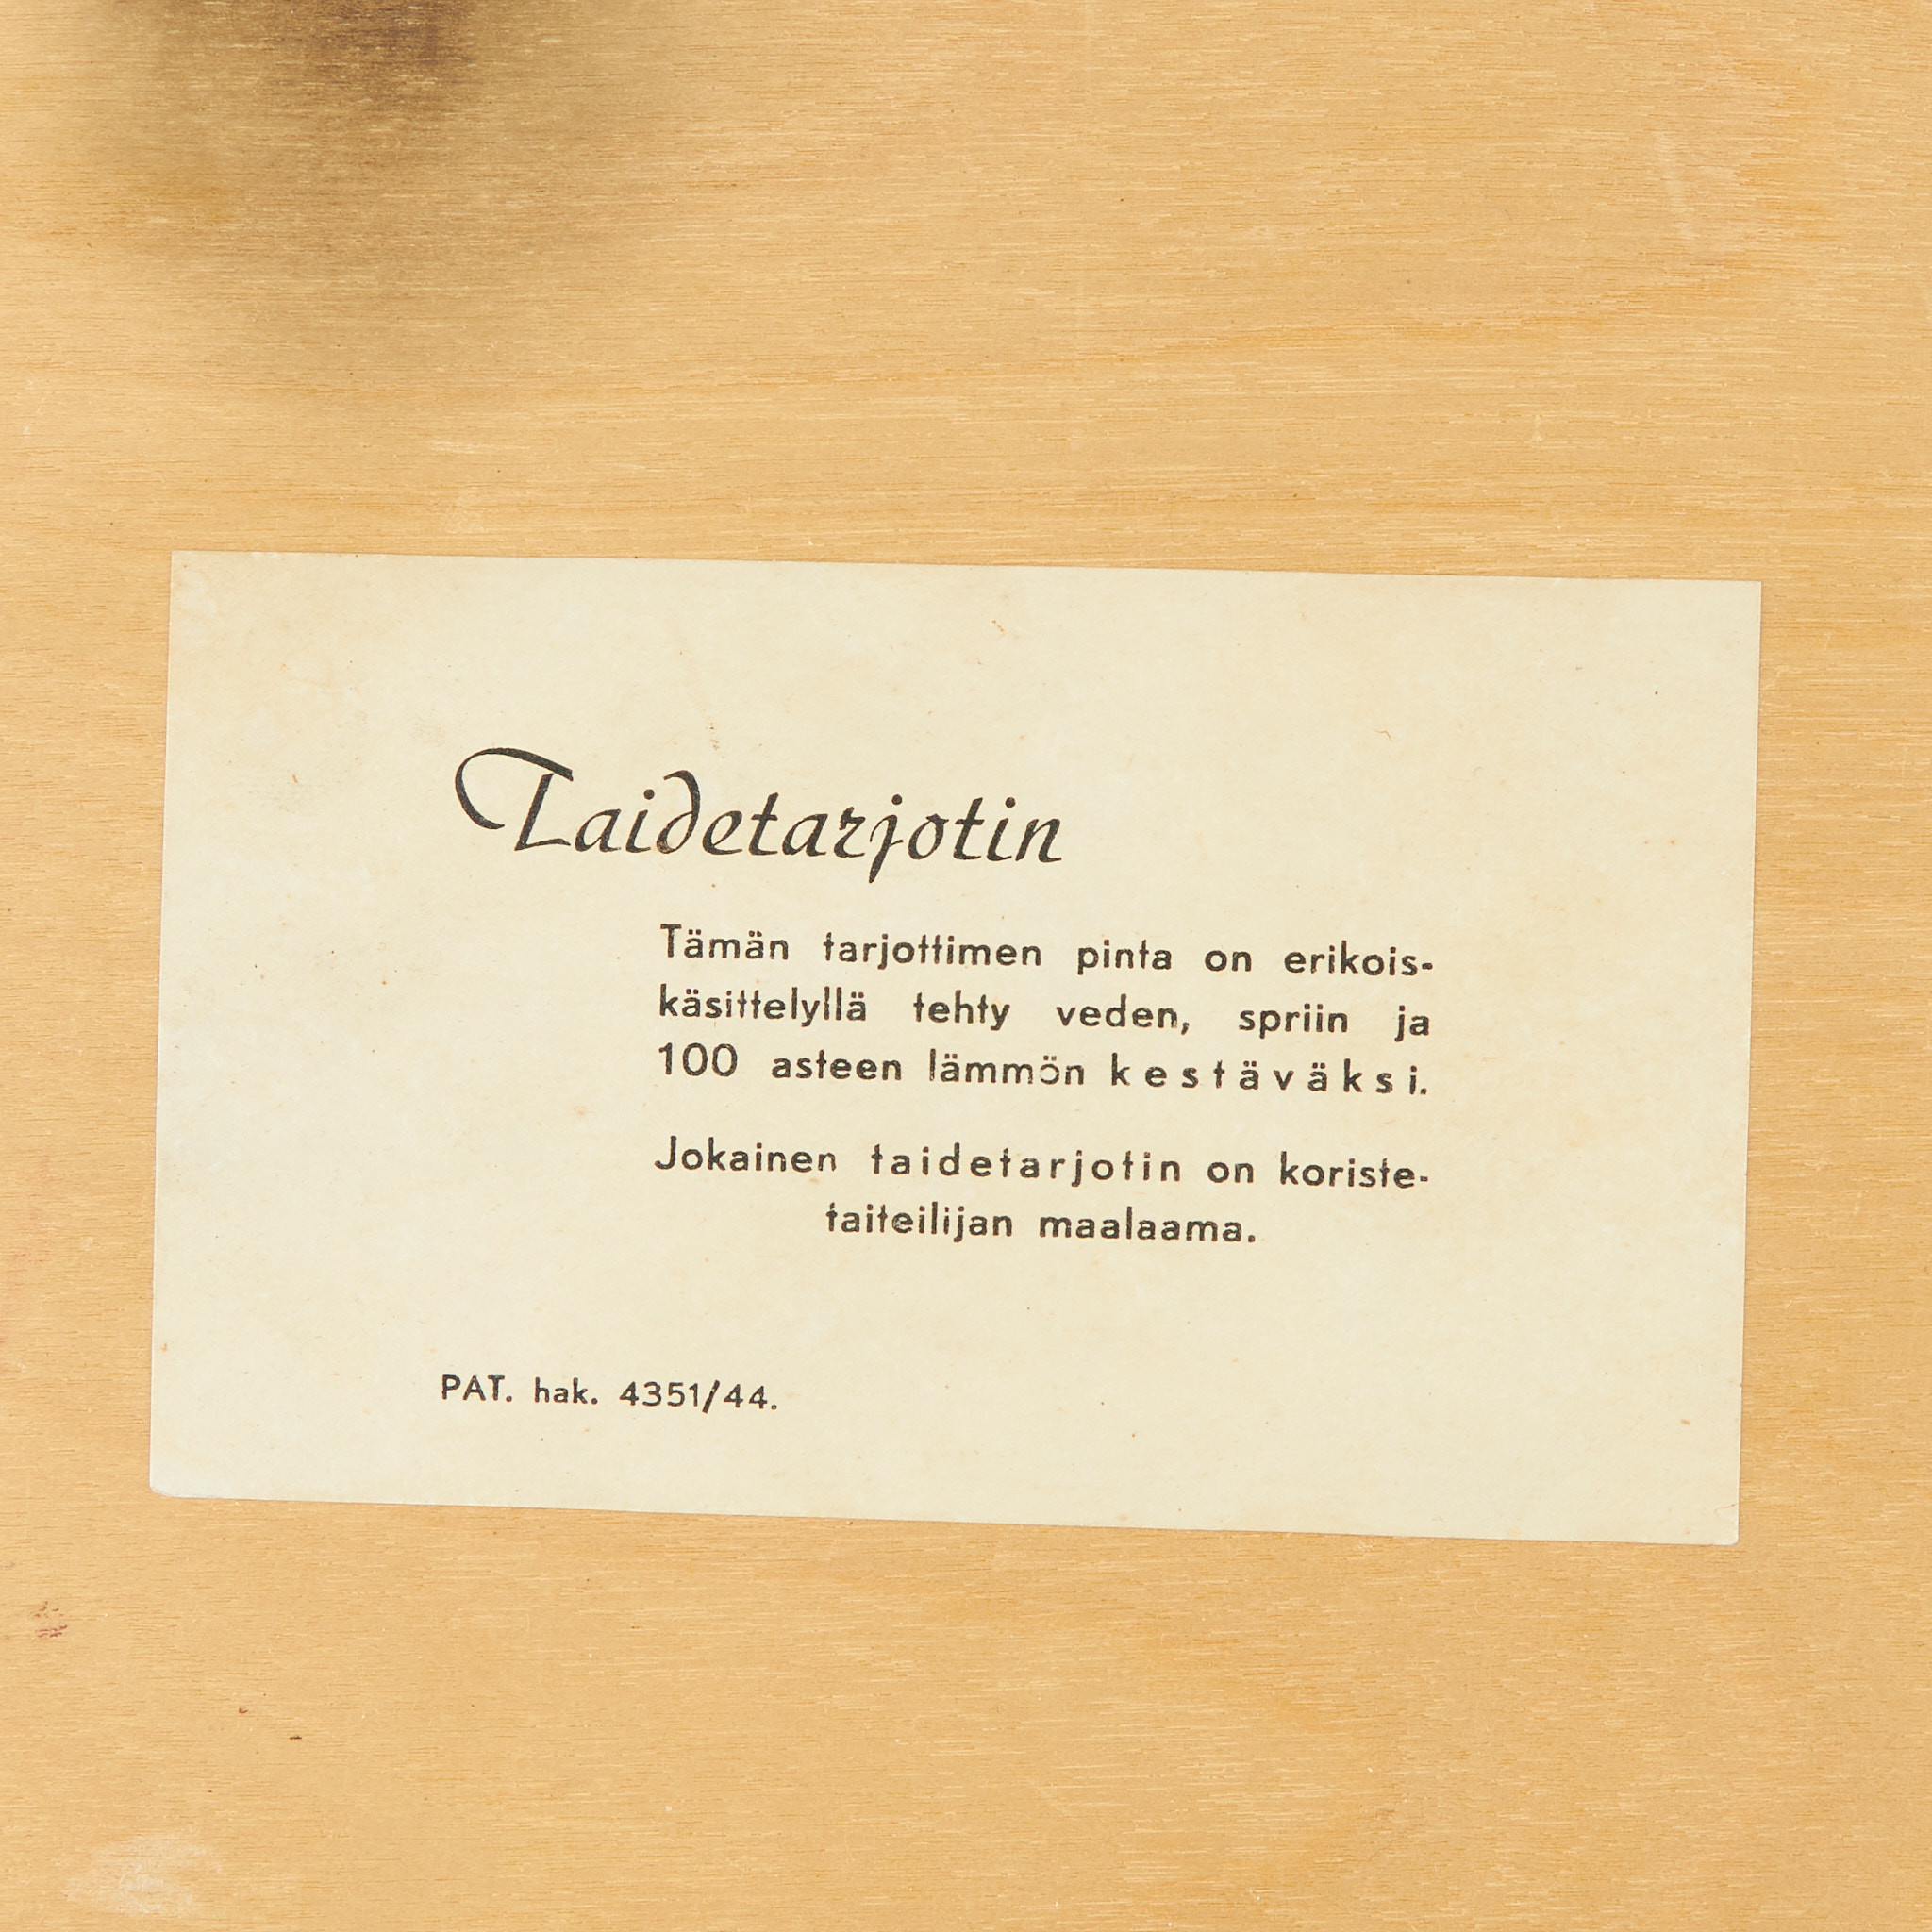 Taidetarjotin
Tämän tarjottimen pinta on erikois-
käsittelyllä tehty veden, spriin ja
100 asteen lämmön kestäväksi.
Jokainen taidetarjotin on koriste-
taiteilijan maalaama.
PAT. hak. 4351/44.